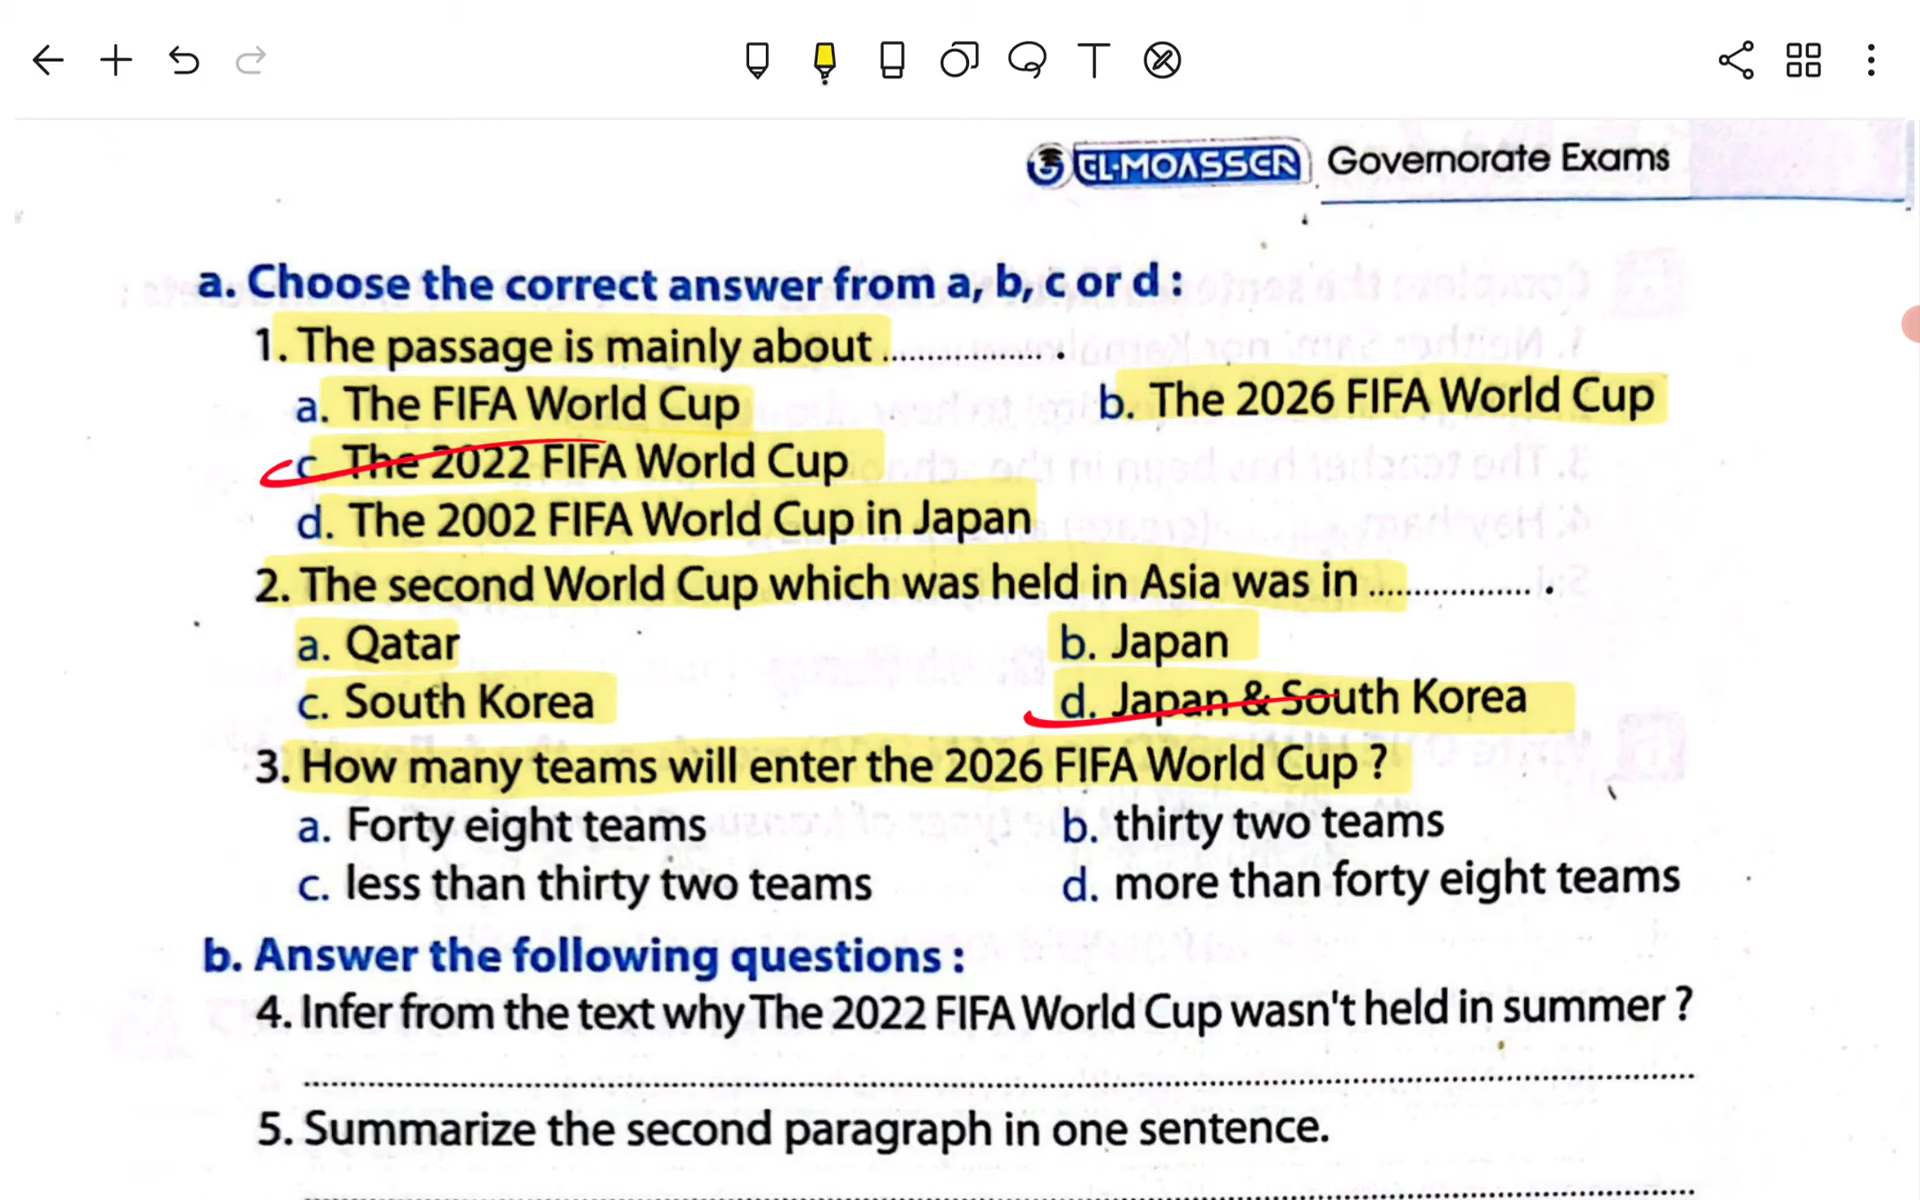 EL-MOASSER Governorate Exams
a. Choose the correct answer from a, b, c or d :
1. The passage is mainly about .................. .
a. The FIFA World Cup b. The 2026 FIFA World Cup
c The 2022 FIFA World Cup
d. The 2002 FIFA World Cup in Japan
2. The second World Cup which was held in Asia was in .................. .
a. Qatar b. Japan
c. South Korea d. Japan & South Korea
3. How many teams will enter the 2026 FIFA World Cup ?
a. Forty eight teams b. thirty two teams
c. less than thirty two teams d. more than forty eight teams
b. Answer the following questions :
4. Infer from the text why The 2022 FIFA World Cup wasn't held in summer ?
5. Summarize the second paragraph in one sentence.